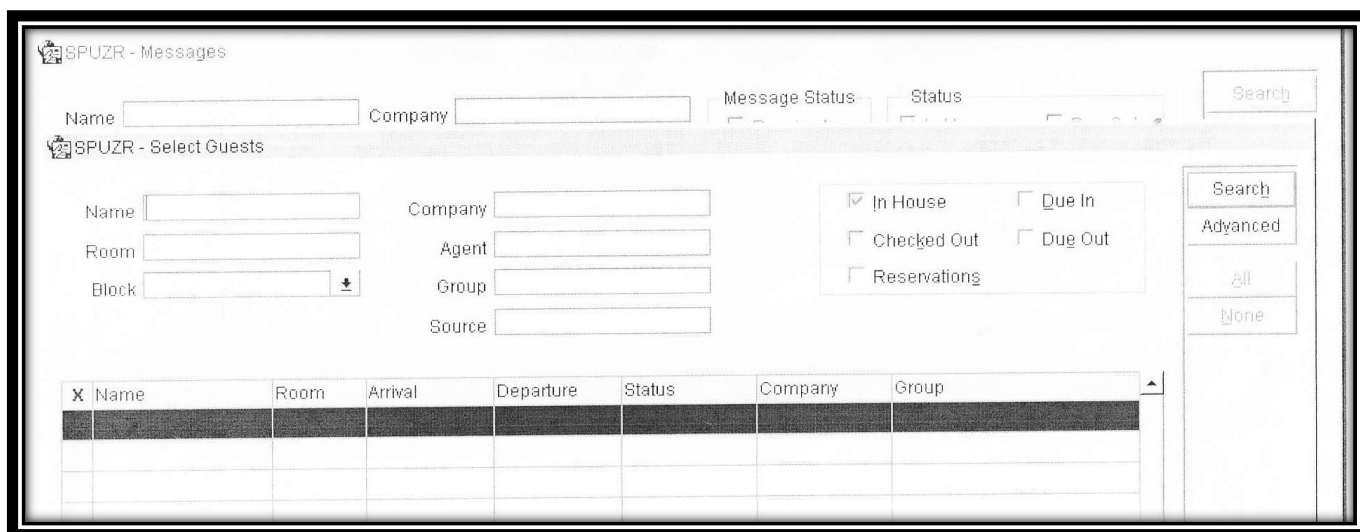 SPUZR - Messages
Name Company Message Status Status Search
SPUZR - Select Guests
Name Company In House Due In Search
Room Agent Checked Out Due Out Advanced
Block Group Reservations All
Source None
X Name Room Arrival Departure Status Company Group